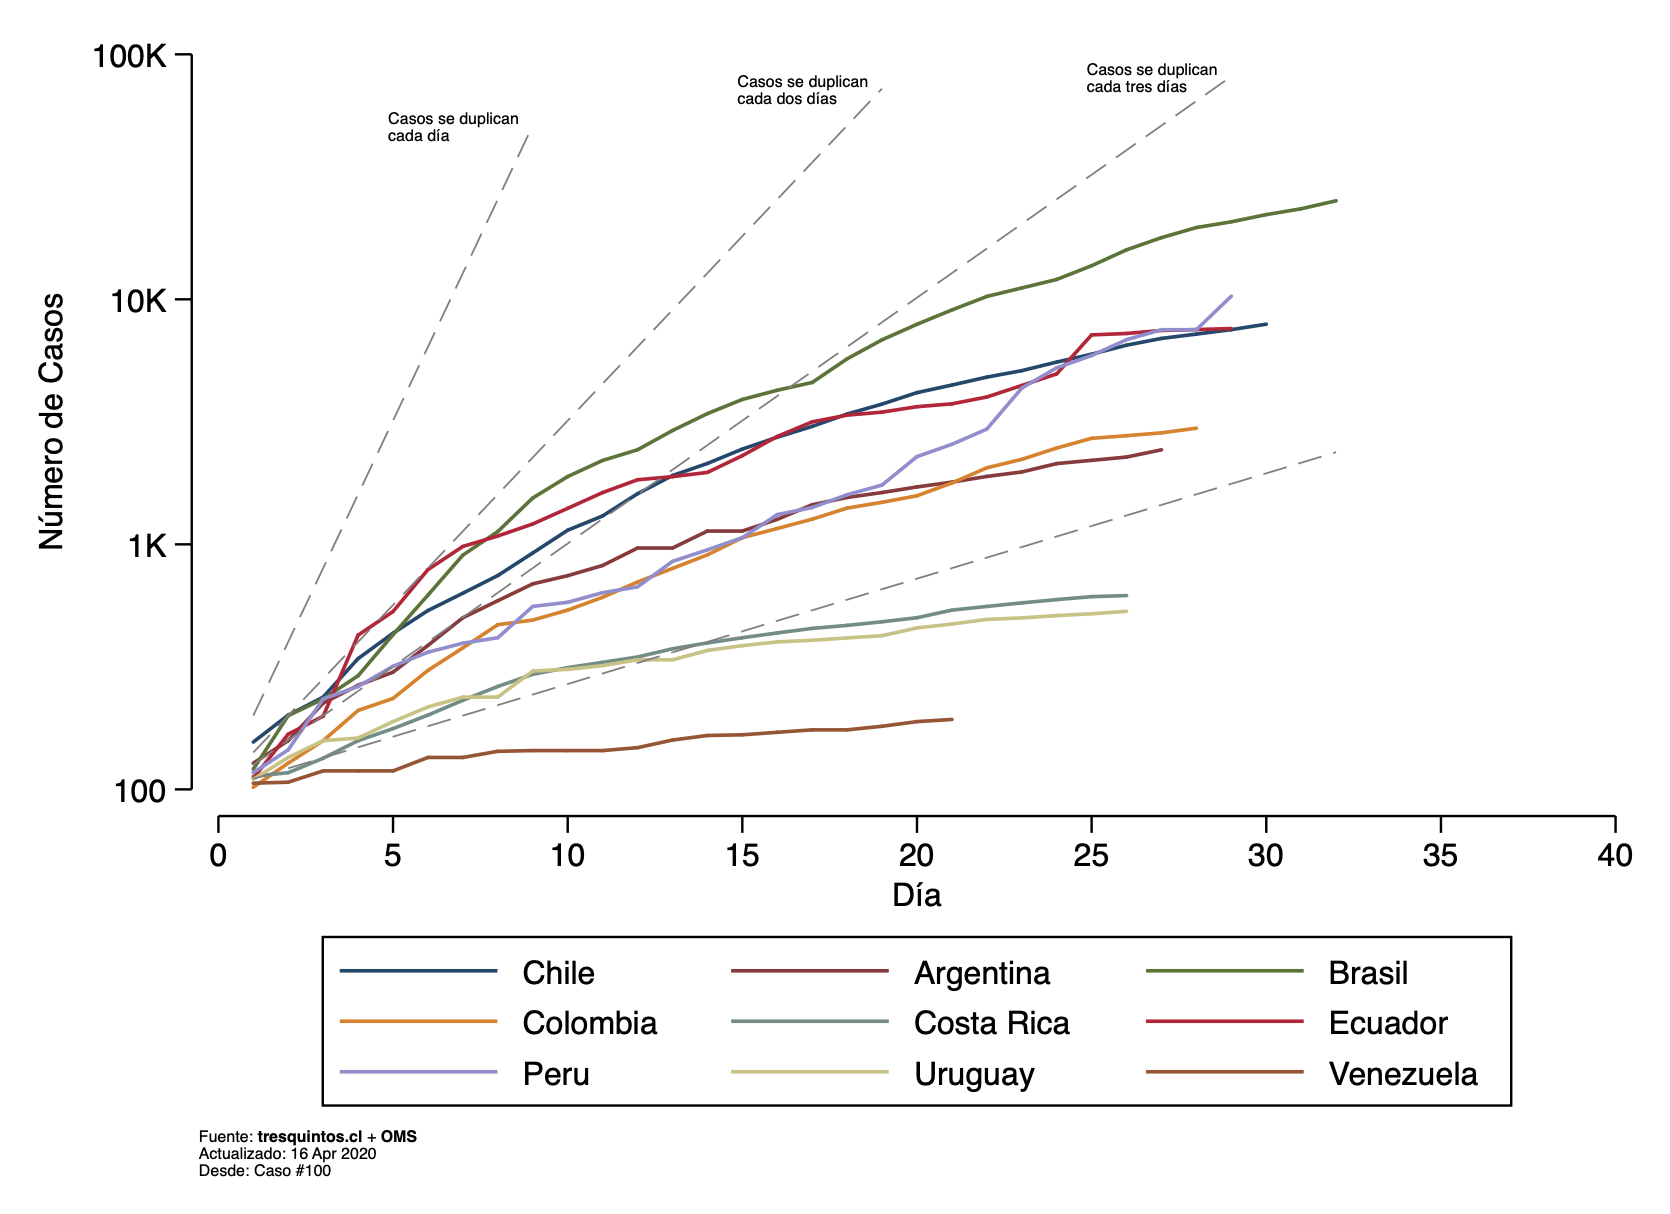 100K
10K
1K
100
Número de Casos
Casos se duplican
cada día
Casos se duplican
cada dos días
Casos se duplican
cada tres días
0 5 10 15 20 25 30 35 40
Día
Chile Argentina Brasil
Colombia Costa Rica Ecuador
Peru Uruguay Venezuela
Fuente: tresquintos.cl + OMS
Actualizado: 16 Apr 2020
Desde: Caso #100